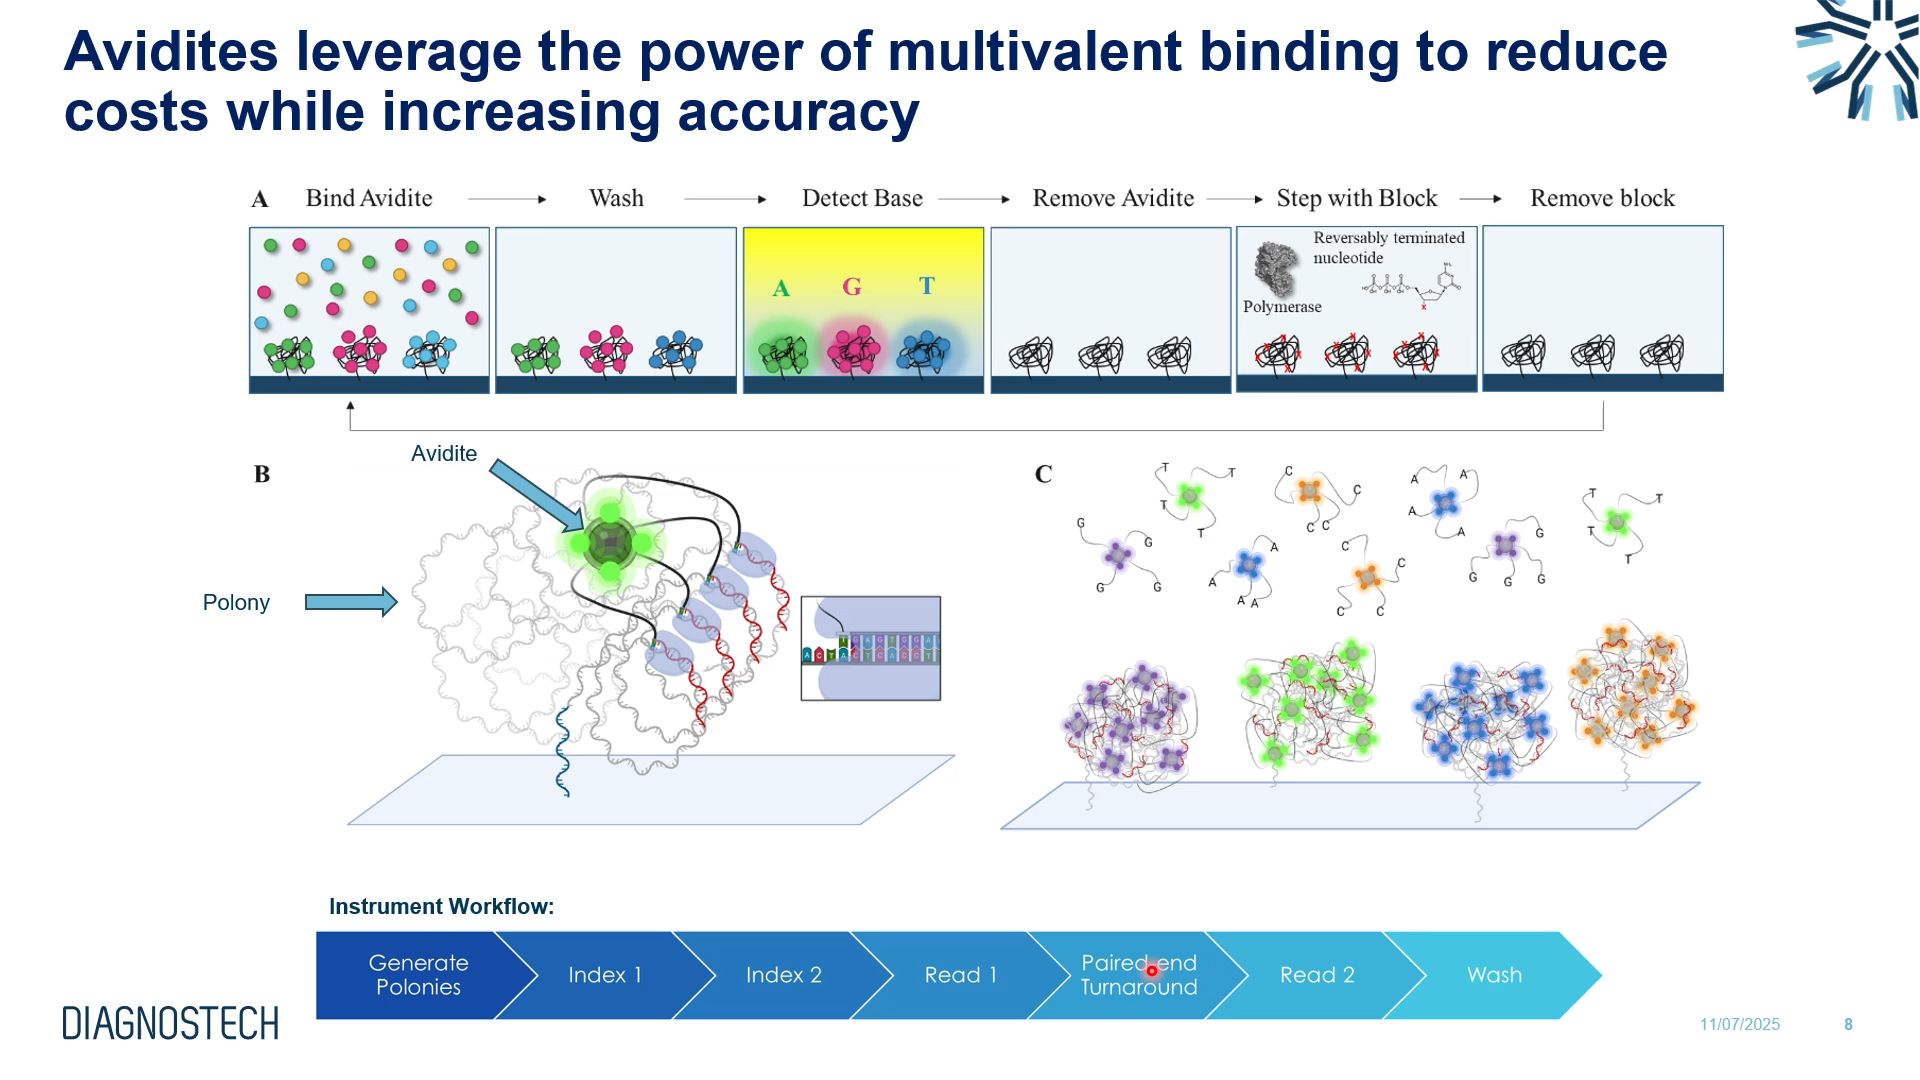 Avidites leverage the power of multivalent binding to reduce
costs while increasing accuracy
A Bind Avidite Wash Detect Base Remove Avidite Step with Block Remove block
A G T
Reversably terminated
nucleotide
Polymerase
Avidite
B
Polony
C
T T T T
C C C C
A A A A
T T T T
G G G G
A A A A
C C C C
G G G G
Instrument Workflow:
Generate
Polonies
Index 1
Index 2
Read 1
Paired end
Turnaround
Read 2
Wash
DIAGNOSTECH
11/07/2025
8